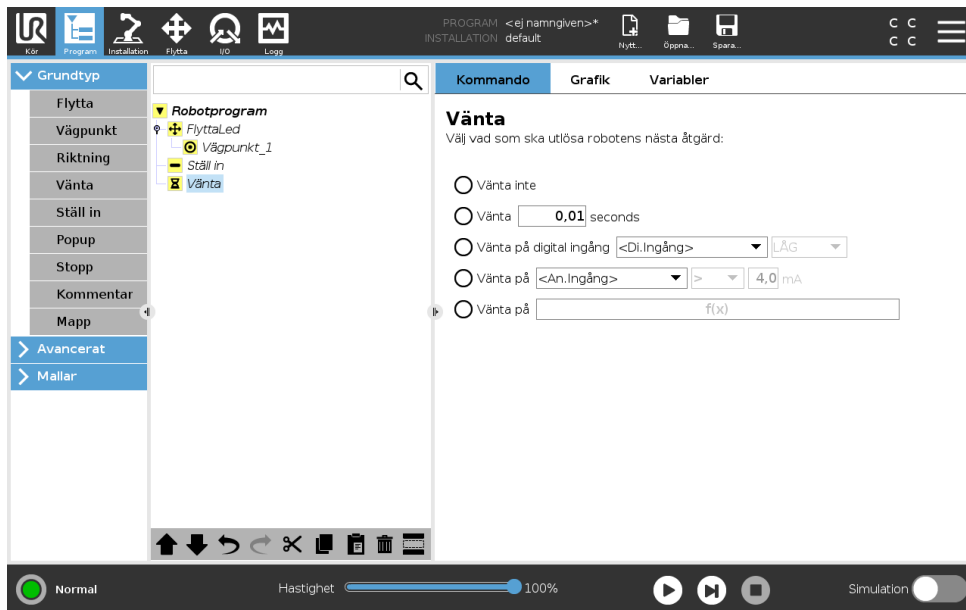 PROGRAM <ej namngiven>*
INSTALLATION default
Kör Program Installation Flytta I/O Logg Nytt... Öppna... Spara...
C C
C C
Grundtyp
Flytta
Vägpunkt
Riktning
Vänta
Ställ in
Popup
Stopp
Kommentar
Mapp
Avancerat
Mallar
Robotprogram
FlyttaLed
Vägpunkt_1
Ställ in
Vänta
Kommando Grafik Variabler
Vänta
Välj vad som ska utlösa robotens nästa åtgärd:
Vänta inte
Vänta 0,01 seconds
Vänta på digital ingång <Di.Ingång> LÅG
Vänta på <An.Ingång> > 4,0 mA
Vänta på f(x)
Normal Hastighet 100% Simulation